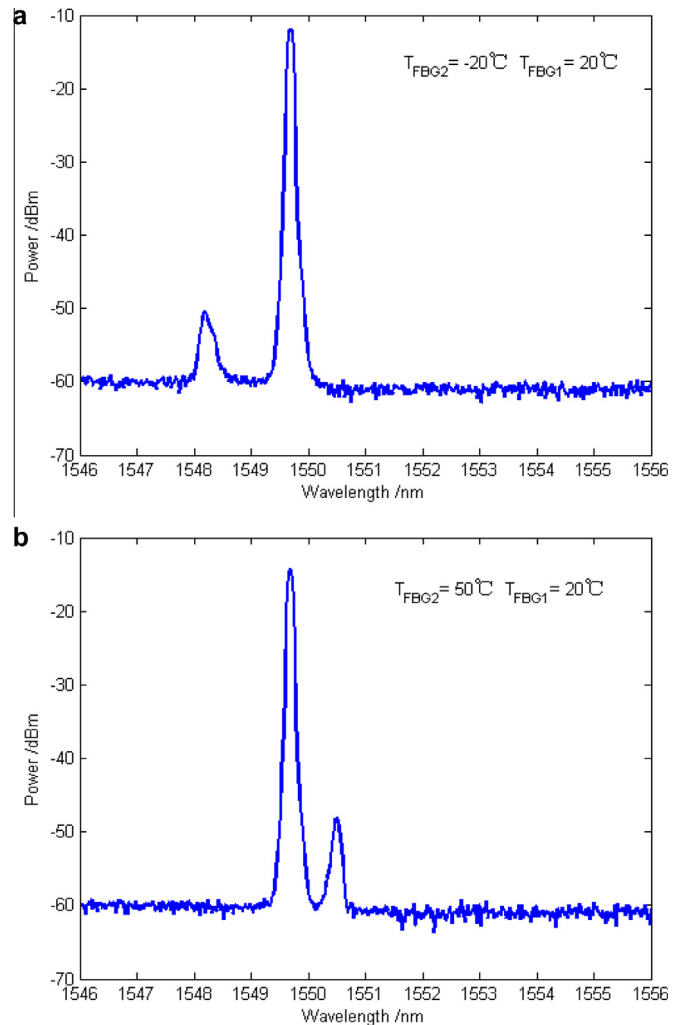 a
-10
T_FBG2= -20℃ T_FBG1= 20℃
-20
-30
-40
Power /dBm
-50
-60
-70
1546 1547 1548 1549 1550 1551 1552 1553 1554 1555 1556
Wavelength /nm
b
-10
T_FBG2= 50℃ T_FBG1= 20℃
-20
-30
-40
Power /dBm
-50
-60
-70
1546 1547 1548 1549 1550 1551 1552 1553 1554 1555 1556
Wavelength /nm